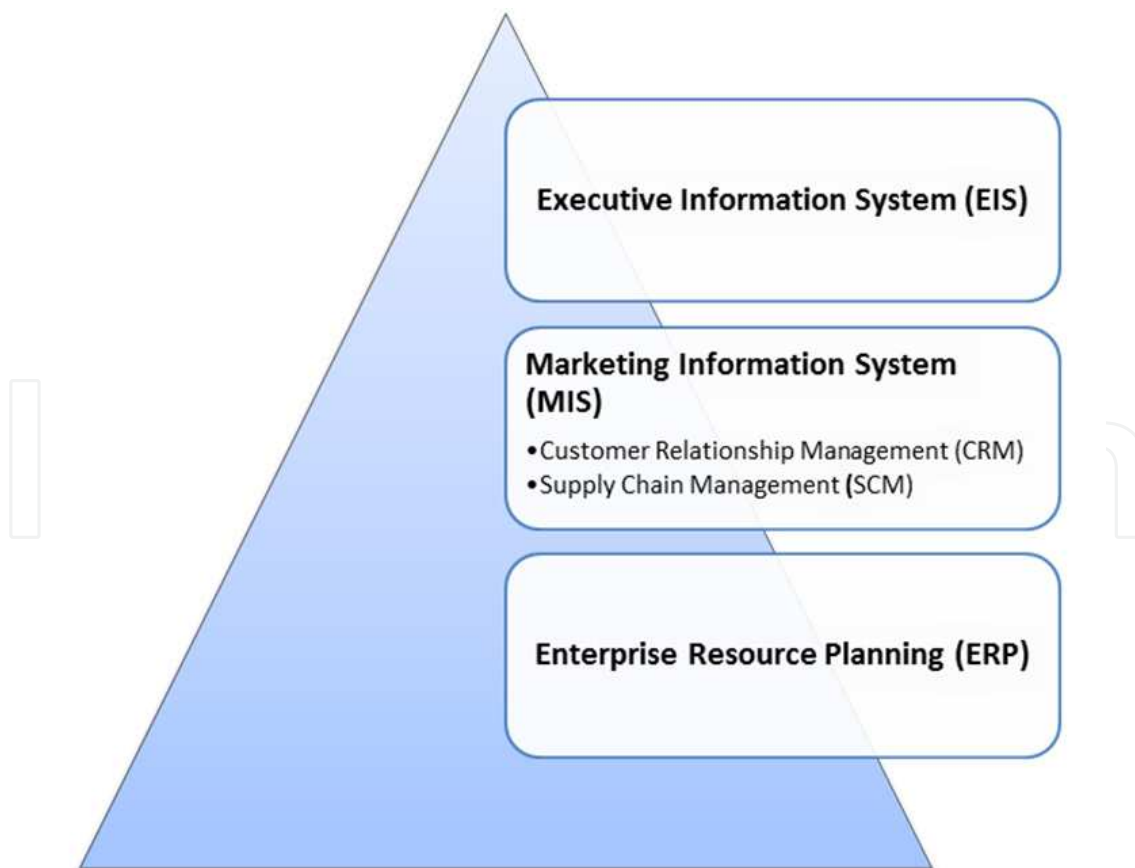 Executive Information System (EIS)
Marketing Information System
(MIS)
•Customer Relationship Management (CRM)
•Supply Chain Management (SCM)
Enterprise Resource Planning (ERP)